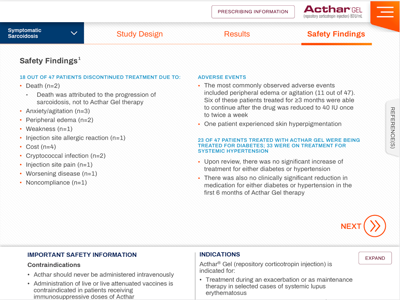 PRESCRIBING INFORMATION
Acthar GEL
repository corticotropin injection 80 U/mL
Symptomatic
Sarcoidosis
Study Design
Results
Safety Findings
Safety Findings¹
18 OUT OF 47 PATIENTS DISCONTINUED TREATMENT DUE TO:
• Death (n=2)
• Death was attributed to the progression of
sarcoidosis, not to Acthar Gel therapy
• Anxiety/agitation (n=3)
• Peripheral edema (n=2)
• Weakness (n=1)
• Injection site allergic reaction (n=1)
• Cost (n=4)
• Cryptococcal infection (n=2)
• Injection site pain (n=1)
• Worsening disease (n=1)
• Noncompliance (n=1)
ADVERSE EVENTS
• The most commonly observed adverse events
included peripheral edema or agitation (11 out of 47).
Six of these patients treated for ≥3 months were able
to continue after the drug was reduced to 40 IU once
to twice a week
• One patient experienced skin hyperpigmentation
23 OF 47 PATIENTS TREATED WITH ACTHAR GEL WERE BEING
TREATED FOR DIABETES; 33 WERE ON TREATMENT FOR
SYSTEMIC HYPERTENSION
• Upon review, there was no significant increase of
treatment for either diabetes or hypertension
• There was also no clinically significant reduction in
medication for either diabetes or hypertension in the
first 6 months of Acthar Gel therapy
REFERENCE(S)
NEXT
IMPORTANT SAFETY INFORMATION
Contraindications
• Acthar should never be administered intravenously
• Administration of live or live attenuated vaccines is
contraindicated in patients receiving
immunosuppressive doses of Acthar
INDICATIONS
Acthar® Gel (repository corticotropin injection) is
indicated for:
• Treatment during an exacerbation or as maintenance
therapy in selected cases of systemic lupus
erythematosus
EXPAND